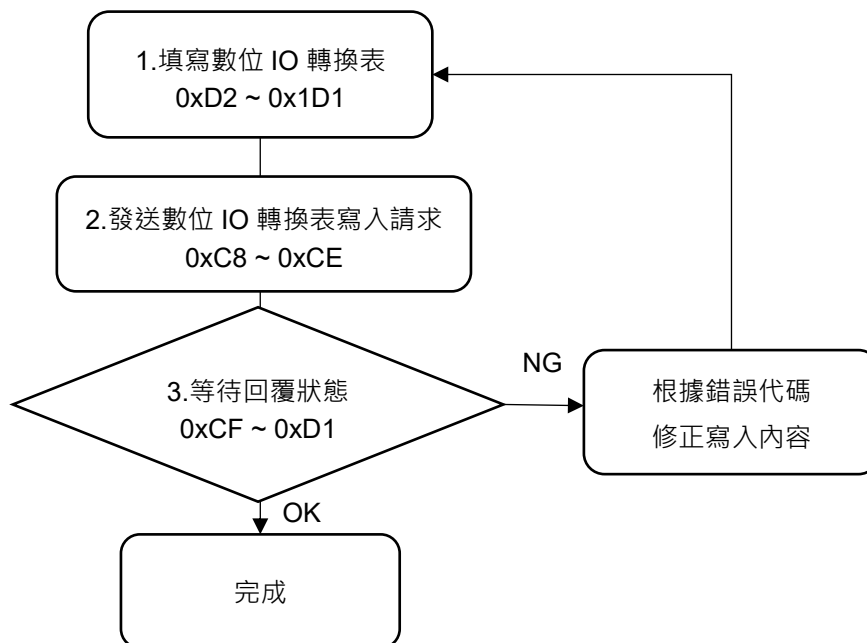 1.填寫數位 IO 轉換表
0xD2 ~ 0x1D1
2.發送數位 IO 轉換表寫入請求
0xC8 ~ 0xCE
3.等待回覆狀態
0xCF ~ 0xD1
NG
根據錯誤代碼
修正寫入內容
OK
完成